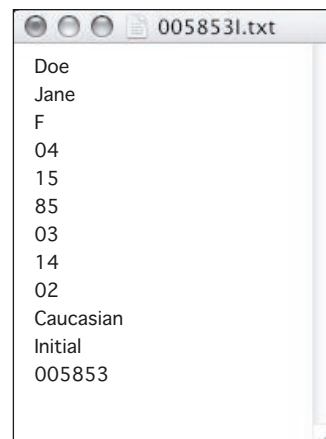 005853I.txt
Doe
Jane
F
04
15
85
03
14
02
Caucasian
Initial
005853